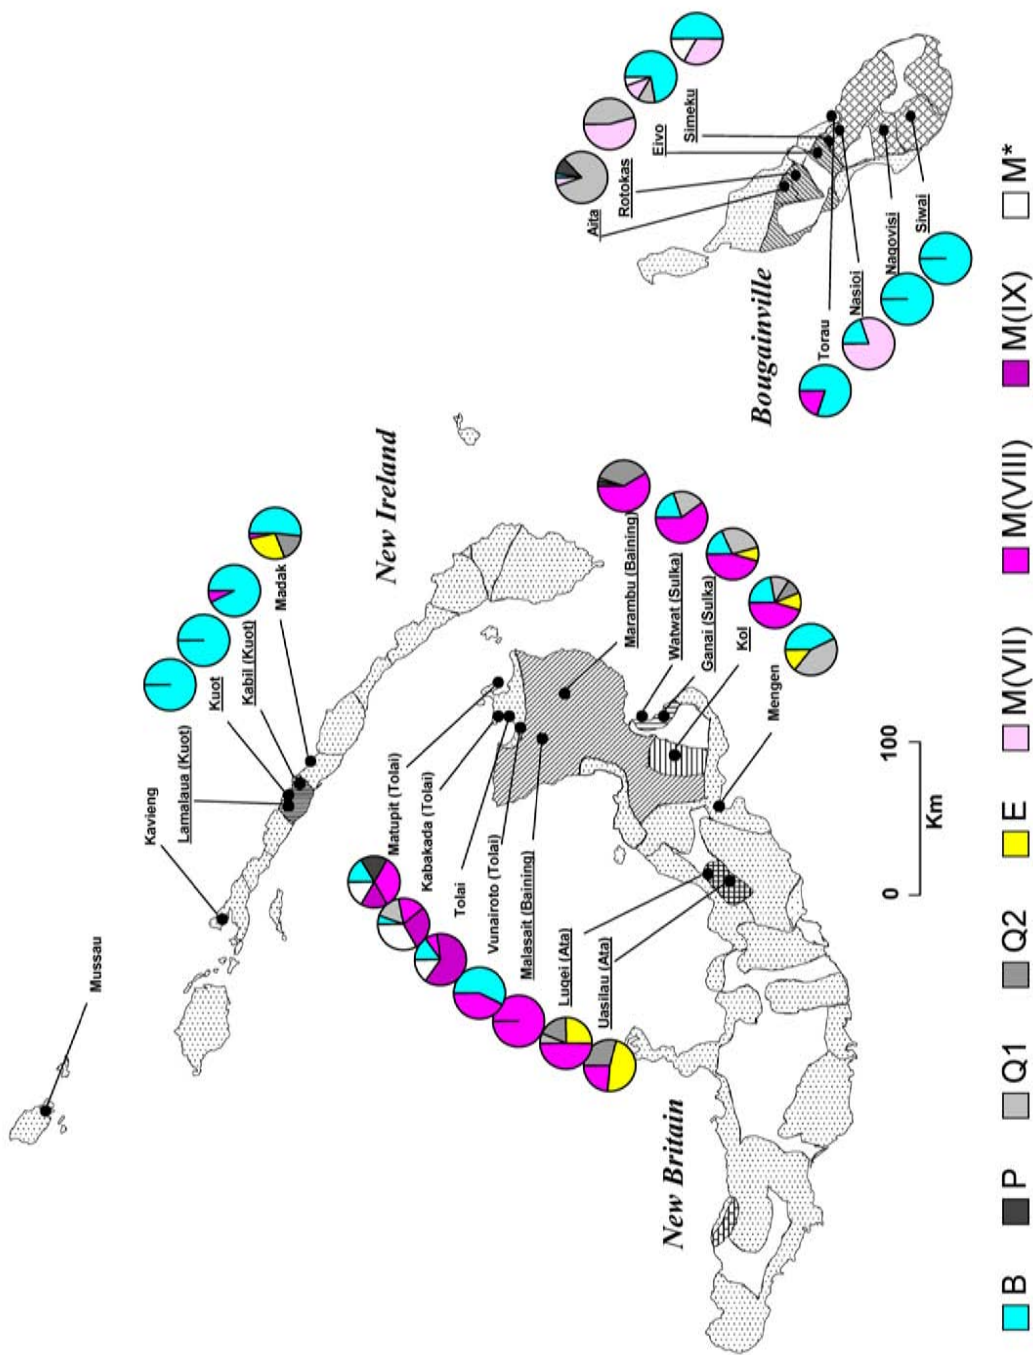 Mussau
Kavieng
Lamalaua (Kuot)
Kuot
Kabil (Kuot)
Madak
New Ireland
Matupit (Tolai)
Kabakada (Tolai)
Tolai
Vunairoto (Tolai)
Malasait (Baining)
Lugei (Ata)
Uasilau (Ata)
New Britain
Marambu (Baining)
Watwat (Sulka)
Ganai (Sulka)
Kol
Mengen
0
100
Km
Aita
Rotokas
Eivo
Simeku
Bougainville
Torau
Nasioi
Nagovisi
Siwai
B
P
Q1
Q2
E
M(VII)
M(VIII)
M(IX)
M*